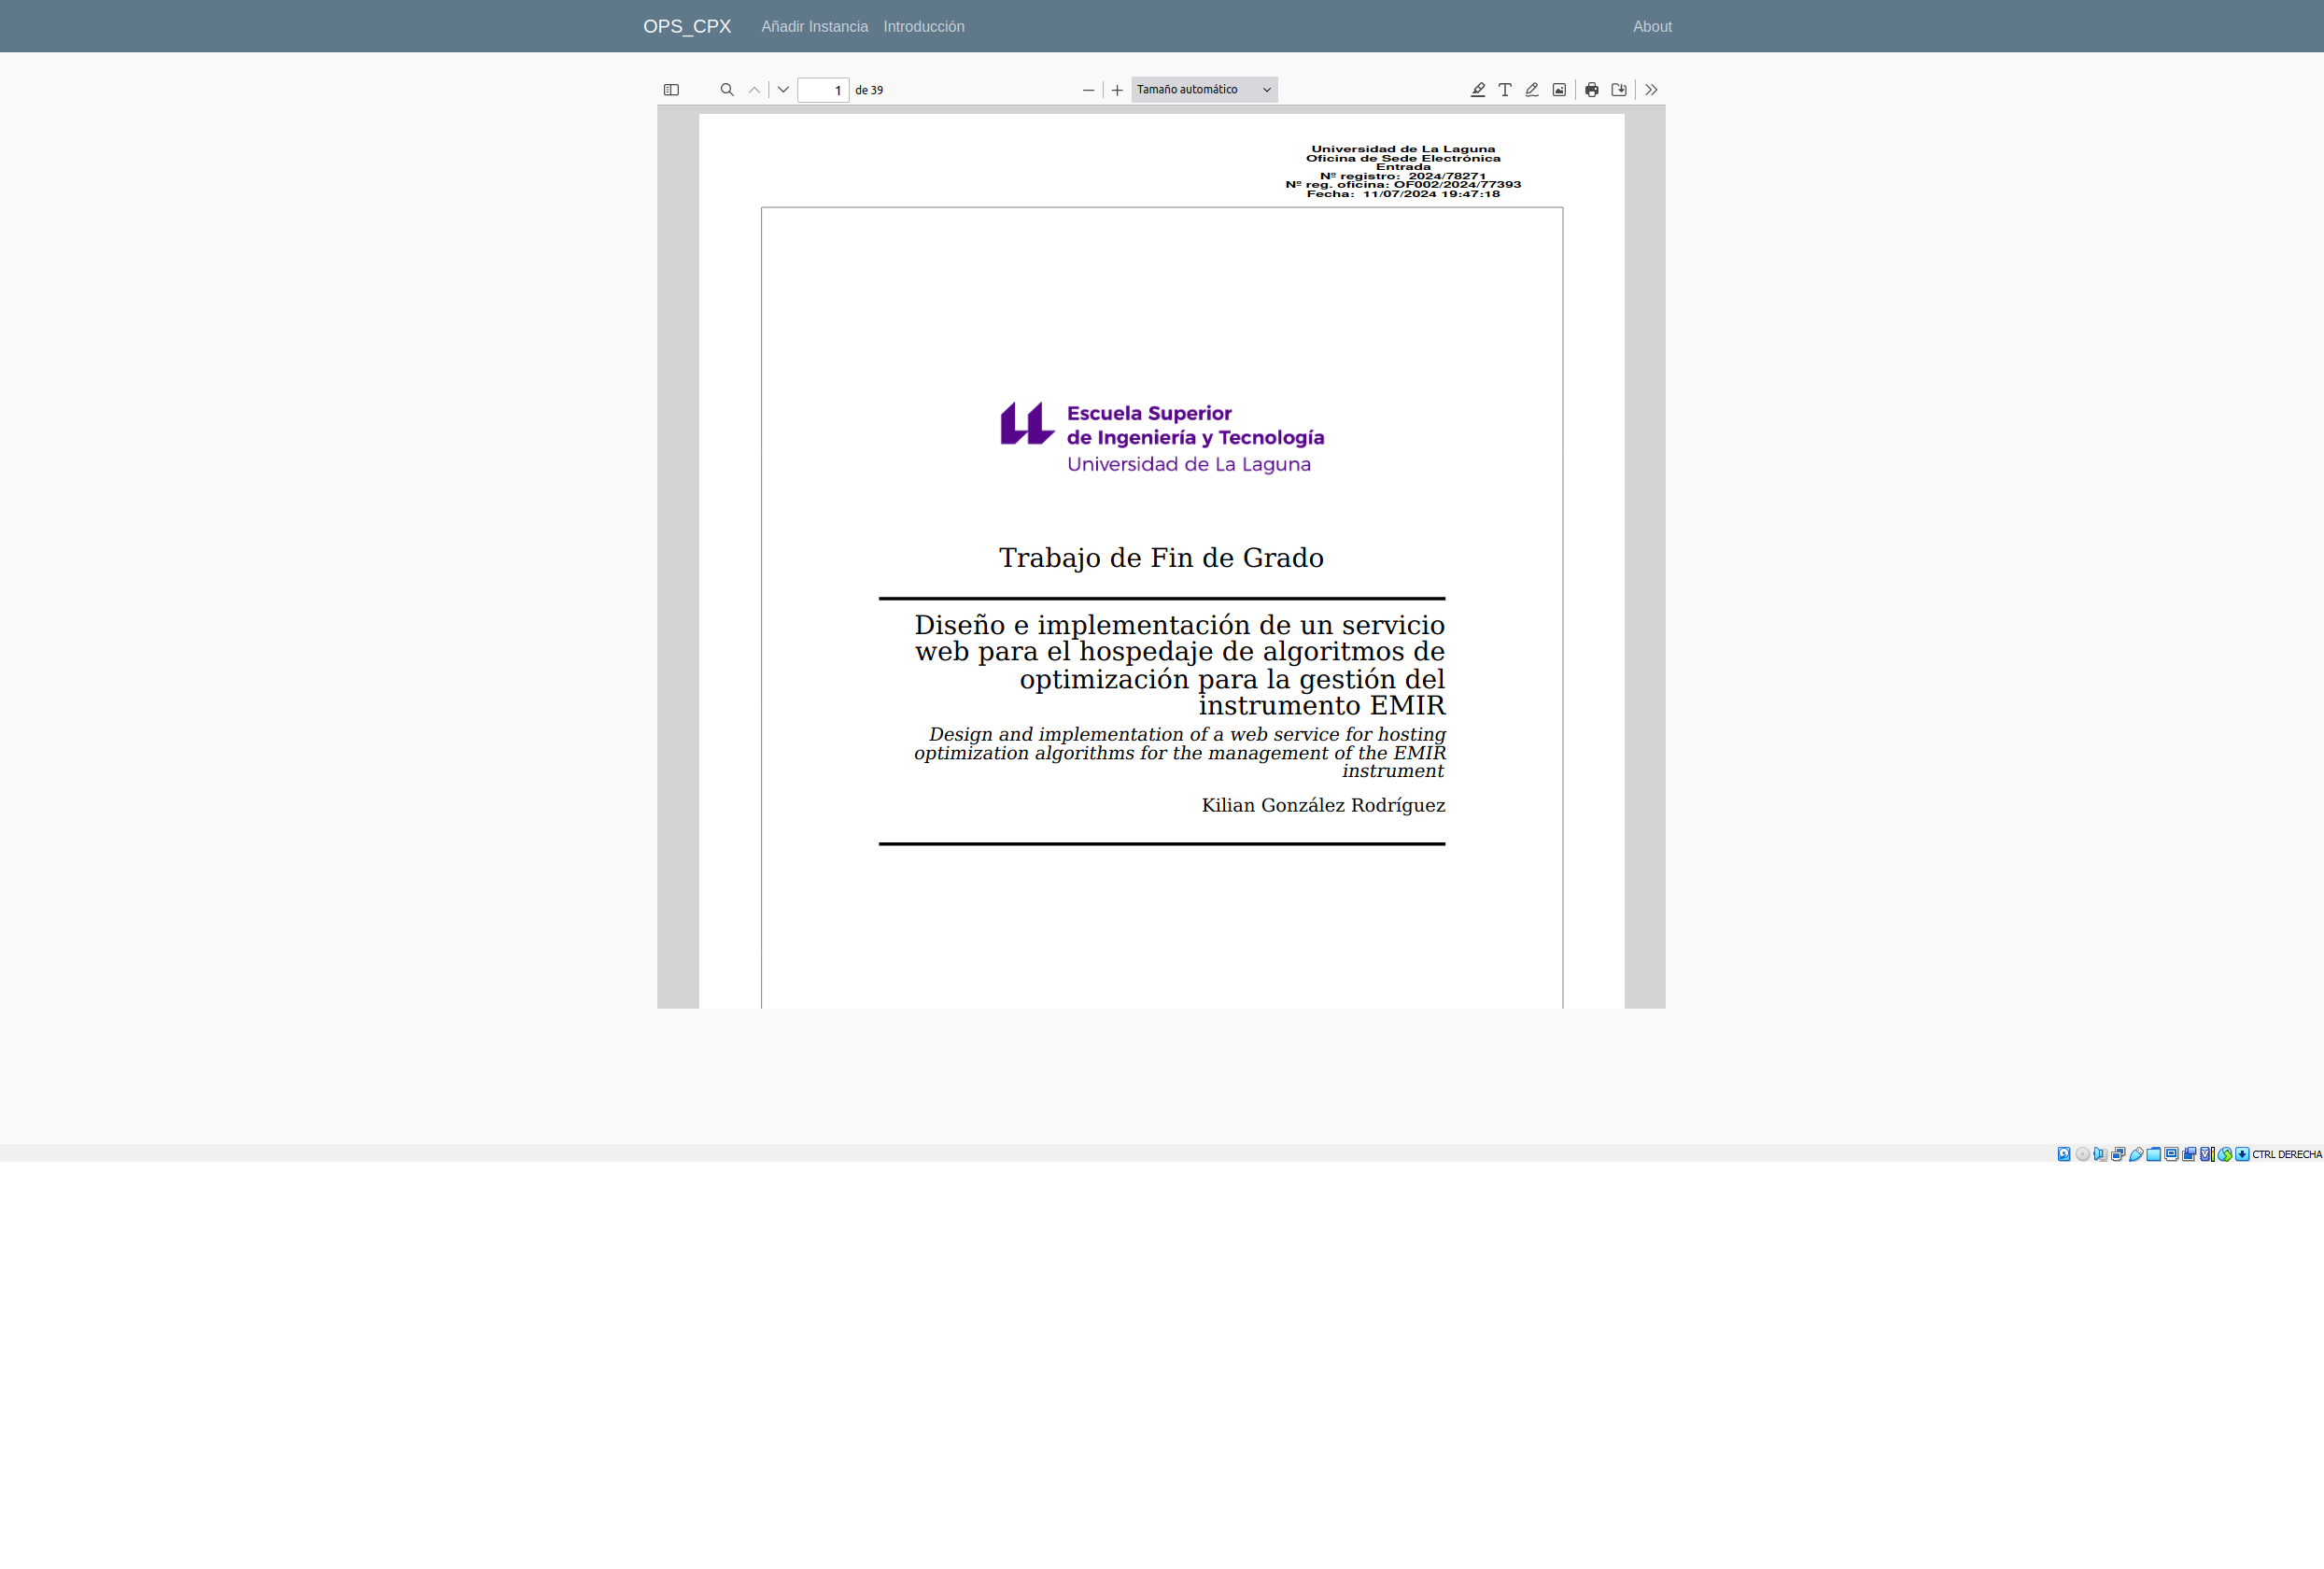 OPS_CPX Añadir Instancia Introducción About
1 de 39 Tamaño automático
Universidad de La Laguna
Oficina de Sede Electrónica
Entrada
Nº registro: 2024/78271
Nº reg. oficina: OF002/2024/77393
Fecha: 11/07/2024 19:47:18
Escuela Superior
de Ingeniería y Tecnología
Universidad de La Laguna
Trabajo de Fin de Grado
Diseño e implementación de un servicio
web para el hospedaje de algoritmos de
optimización para la gestión del
instrumento EMIR
Design and implementation of a web service for hosting
optimization algorithms for the management of the EMIR
instrument
Kilian González Rodríguez
CTRL DERECHA